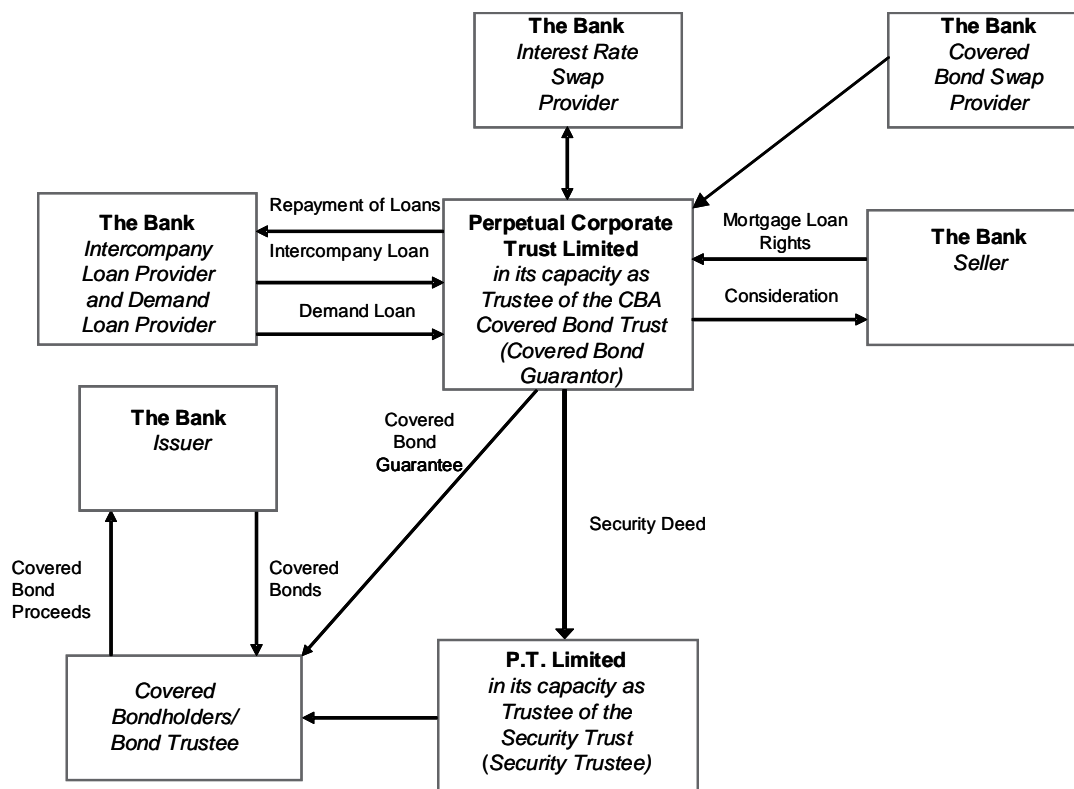 The Bank
Interest Rate
Swap
Provider
The Bank
Covered
Bond Swap
Provider
The Bank
Intercompany
Loan Provider
and Demand
Loan Provider
Repayment of Loans
Intercompany Loan
Demand Loan
Perpetual Corporate
Trust Limited
in its capacity as
Trustee of the CBA
Covered Bond Trust
(Covered Bond
Guarantor)
Mortgage Loan
Rights
Consideration
The Bank
Seller
The Bank
Issuer
Covered
Bond
Guarantee
Security Deed
Covered
Bond
Proceeds
Covered
Bonds
Covered
Bondholders/
Bond Trustee
P.T. Limited
in its capacity as
Trustee of the
Security Trust
(Security Trustee)